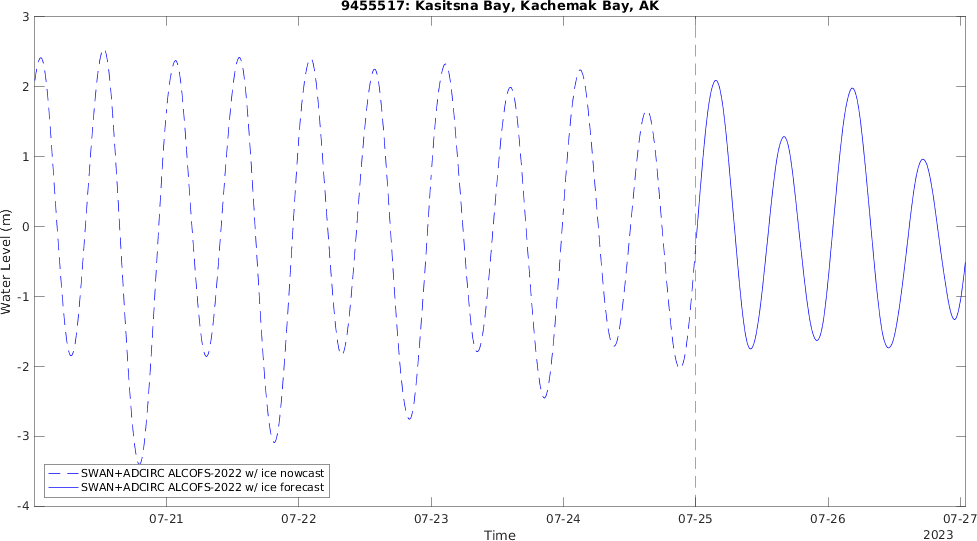 9455517: Kasitsna Bay, Kachemak Bay, AK
3
2
1
0
-1
-2
-3
-4
Water Level (m)
SWAN+ADCIRC ALCOFS-2022 w/ ice nowcast
SWAN+ADCIRC ALCOFS-2022 w/ ice forecast
07-21 07-22 07-23 07-24 07-25 07-26 07-27
Time
2023